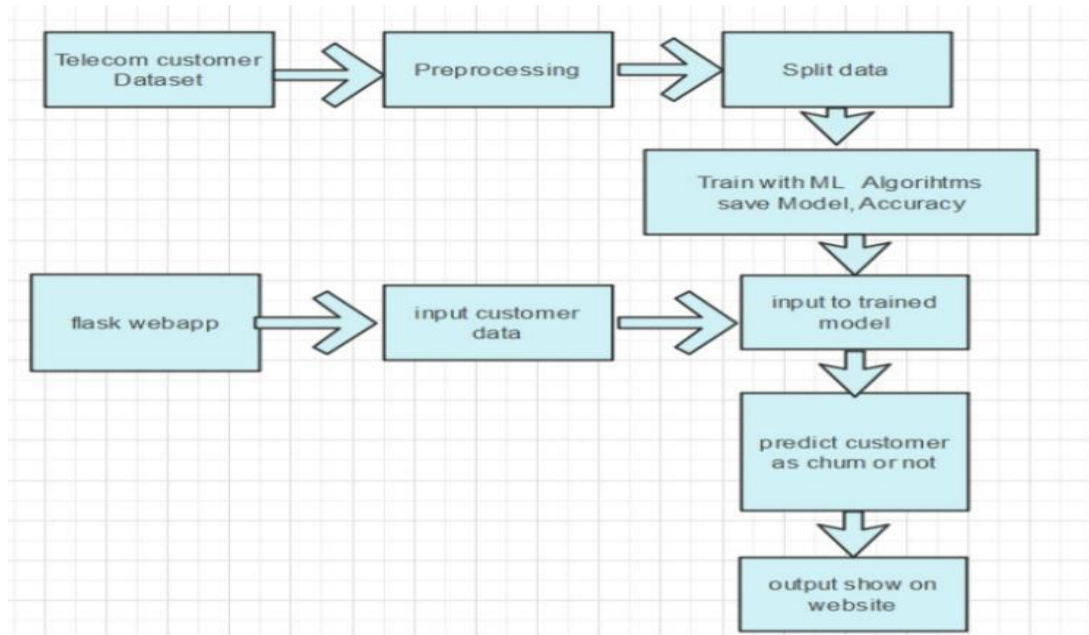 Telecom customer
Dataset
Preprocessing
Split data
Train with ML Algorihtms
save Model, Accuracy
flask webapp
input customer
data
input to trained
model
predict customer
as churn or not
output show on
website